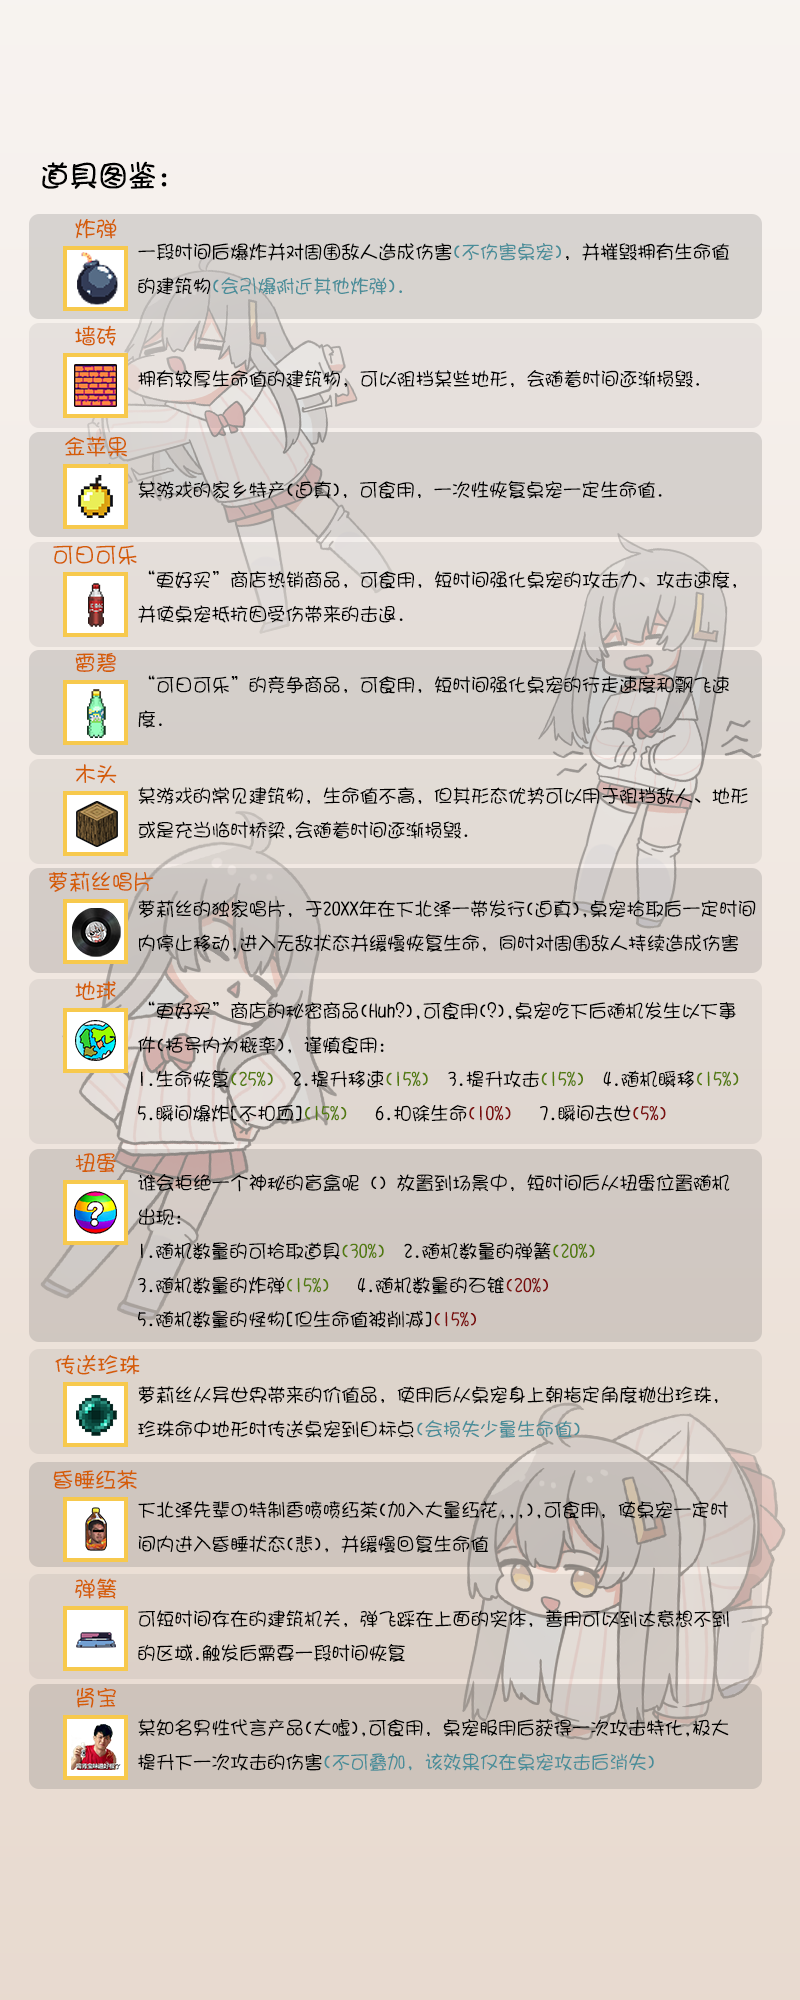 道具图鉴:
炸弹
一段时间后爆炸并对周围敌人造成伤害(不伤害桌宠)，并摧毁拥有生命值
的建筑物(会引爆附近其他炸弹).
墙砖
拥有较厚生命值的建筑物，可以阻挡某些地形，会随着时间逐渐损毁.
金苹果
某游戏的家乡特产(迫真)，可食用，一次性恢复桌宠一定生命值.
可日可乐
“更好买”商店热销商品，可食用，短时间强化桌宠的攻击力、攻击速度，
并使桌宠抵抗因受伤带来的击退.
雷碧
“可日可乐”的竞争商品，可食用，短时间强化桌宠的行走速度和飘飞速
度.
木头
某游戏的常见建筑物，生命值不高，但其形态优势可以用于阻挡敌人、地形
或是充当临时桥梁,会随着时间逐渐损毁.
萝莉丝唱片
萝莉丝的独家唱片，于20XX年在下北泽一带发行(迫真),桌宠拾取后一定时间
内停止移动,进入无敌状态并缓慢恢复生命，同时对周围敌人持续造成伤害
地球
“更好买”商店的秘密商品(Huh?),可食用(?),桌宠吃下后随机发生以下事
件(括号内为概率)，谨慎食用:
1.生命恢复(25%) 2.提升移速(15%) 3.提升攻击(15%) 4.随机瞬移(15%)
5.瞬间爆炸[不扣血](15%) 6.扣除生命(10%) 7.瞬间去世(5%)
扭蛋
谁会拒绝一个神秘的盲盒呢（）放置到场景中，短时间后从扭蛋位置随机
出现:
1.随机数量的可拾取道具(30%) 2.随机数量的弹簧(20%)
3.随机数量的炸弹(15%) 4.随机数量的石锥(20%)
5.随机数量的怪物[但生命值被削减](15%)
传送珍珠
萝莉丝从异世界带来的价值品，使用后从桌宠身上朝指定角度抛出珍珠，
珍珠命中地形时传送桌宠到目标点(会损失少量生命值)
昏睡红茶
下北泽先辈の特制香喷喷红茶(加入大量红花,,,),可食用，使桌宠一定时
间内进入昏睡状态(悲)，并缓慢回复生命值
弹簧
可短时间存在的建筑机关，弹飞踩在上面的实体，善用可以到达意想不到
的区域.触发后需要一段时间恢复
肾宝
某知名男性代言产品(大嘘),可食用，桌宠服用后获得一次攻击特化,极大
提升下一次攻击的伤害(不可叠加，该效果仅在桌宠攻击后消失)